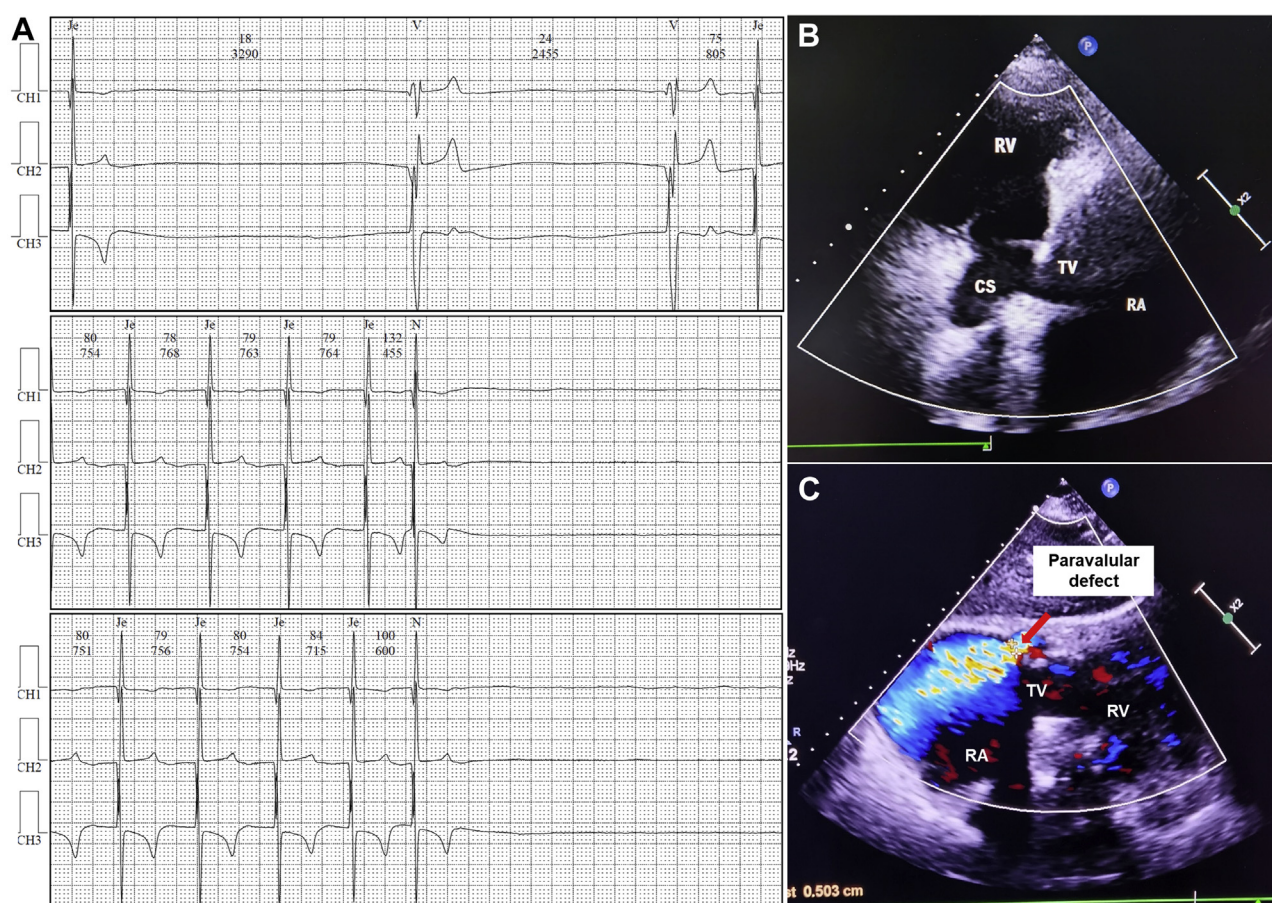 A
Je V V Je
18 24 75
3290 2455 805
CH1
CH2
CH3
Je Je Je Je N
80 78 79 79 132
754 768 763 764 455
CH1
CH2
CH3
Je Je Je Je N
80 79 80 84 100
751 756 754 715 600
CH1
CH2
CH3
B
P
RV
X2
TV
CS
RA
C
P
Paravalular
defect
X2
TV
RV
R
RA
st 0.503 cm